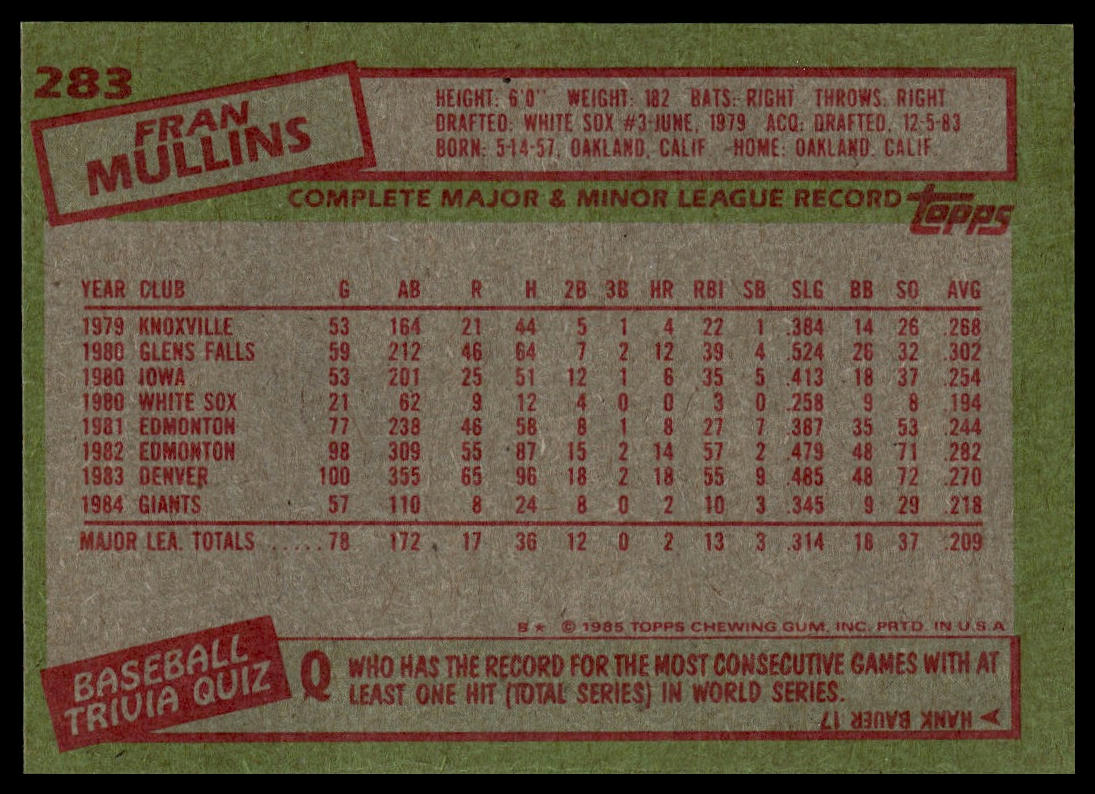 283
FRAN
MULLINS
HEIGHT: 6'0" WEIGHT: 182 BATS: RIGHT THROWS: RIGHT
DRAFTED: WHITE SOX #3-JUNE, 1979 ACQ: DRAFTED, 12-5-83
BORN: 5-14-57, OAKLAND, CALIF. HOME: OAKLAND, CALIF.
COMPLETE MAJOR & MINOR LEAGUE RECORD
topps
YEAR CLUB G AB R H 2B 3B HR RBI SB SLG BB SO AVG
1979 KNOXVILLE 53 164 21 44 5 1 4 22 1 .384 14 26 .268
1980 GLENS FALLS 59 212 46 64 7 2 12 39 4 .524 26 32 .302
1980 IOWA 53 201 25 51 12 1 6 35 5 .413 18 37 .254
1980 WHITE SOX 21 62 9 12 4 0 0 3 0 .258 9 8 .194
1981 EDMONTON 77 238 46 58 8 1 8 27 7 .387 35 53 .244
1982 EDMONTON 98 309 55 87 15 2 14 57 2 .479 48 71 .282
1983 DENVER 100 355 65 96 18 2 18 55 9 .485 48 72 .270
1984 GIANTS 57 110 8 24 8 0 2 10 3 .345 9 29 .218
MAJOR LEA. TOTALS ..... 78 172 17 36 12 0 2 13 3 .314 18 37 .209
B★ © 1985 TOPPS CHEWING GUM, INC. PRTD. IN U.S.A.
BASEBALL
TRIVIA QUIZ
Q WHO HAS THE RECORD FOR THE MOST CONSECUTIVE GAMES WITH AT
LEAST ONE HIT (TOTAL SERIES) IN WORLD SERIES.
HANK BAUER 17